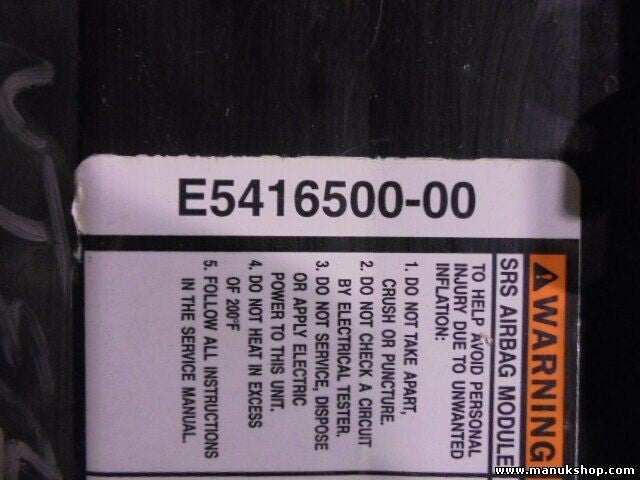 E5416500-00
WARNING
SRS AIRBAG MODULE
TO HELP AVOID PERSONAL
INJURY DUE TO UNWANTED
INFLATION:
1. DO NOT TAKE APART,
CRUSH OR PUNCTURE.
2. DO NOT CHECK A CIRCUIT
BY ELECTRICAL TESTER.
3. DO NOT SERVICE, DISPOSE
OR APPLY ELECTRIC
POWER TO THIS UNIT.
4. DO NOT HEAT IN EXCESS
OF 200°F
5. FOLLOW ALL INSTRUCTIONS
IN THE SERVICE MANUAL.
www.manukshop.com